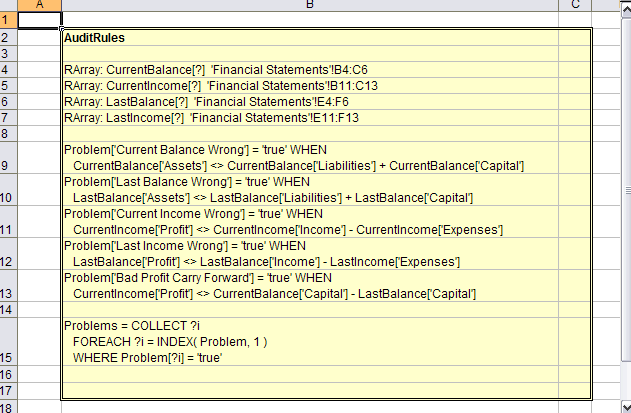 A B C
1
2 AuditRules
3
4 RArray: CurrentBalance[?] 'Financial Statements'!B4:C6
5 RArray: CurrentIncome[?] 'Financial Statements'!B11:C13
6 RArray: LastBalance[?] 'Financial Statements'!E4:F6
7 RArray: LastIncome[?] 'Financial Statements'!E11:F13
8
Problem['Current Balance Wrong'] = 'true' WHEN
9 CurrentBalance['Assets'] <> CurrentBalance['Liabilities'] + CurrentBalance['Capital']
Problem['Last Balance Wrong'] = 'true' WHEN
10 LastBalance['Assets'] <> LastBalance['Liabilities'] + LastBalance['Capital']
Problem['Current Income Wrong'] = 'true' WHEN
11 CurrentIncome['Profit'] <> CurrentIncome['Income'] - CurrentIncome['Expenses']
Problem['Last Income Wrong'] = 'true' WHEN
12 LastBalance['Profit'] <> LastBalance['Income'] - LastIncome['Expenses']
Problem['Bad Profit Carry Forward'] = 'true' WHEN
13 CurrentIncome['Profit'] <> CurrentBalance['Capital'] - LastBalance['Capital']
14
Problems = COLLECT ?i
FOREACH ?i = INDEX( Problem, 1 )
15 WHERE Problem[?i] = 'true'
16
17
18